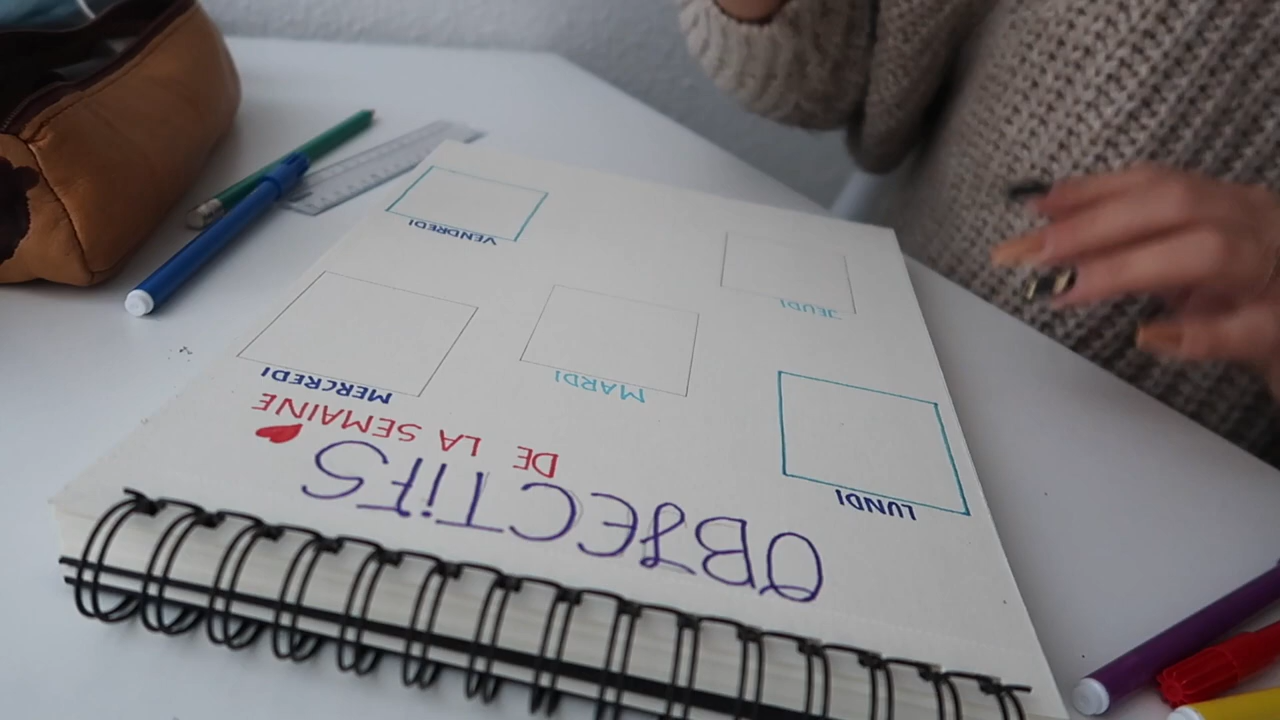 OBJECTiFS
DE LA SEMAINE
LUNDI
MARDI
MERCREDI
JEUDI
VENDREDI